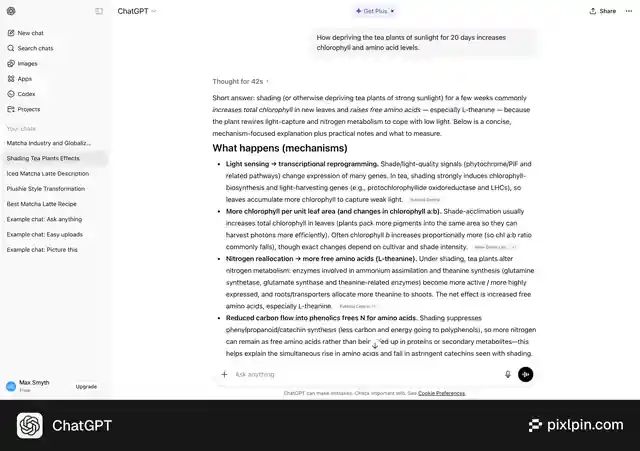 ChatGPT
Get Plus
Share
How depriving the tea plants of sunlight for 20 days increases
chlorophyll and amino acid levels.
New chat
Search chats
Images
Apps
Codex
Projects
Your chats
Matcha Industry and Globaliz...
Shading Tea Plants Effects
Iced Matcha Latte Description
Plushie Style Transformation
Best Matcha Latte Recipe
Example chat: Ask anything
Example chat: Easy uploads
Example chat: Picture this
Max Smyth
Free
Upgrade
Thought for 42s
Short answer: shading (or otherwise depriving tea plants of strong sunlight) for a few weeks commonly
increases total chlorophyll in new leaves and raises free amino acids — especially L-theanine — because
the plant rewires light-capture and nitrogen metabolism to cope with low light. Below is a concise,
mechanism-focused explanation plus practical notes and what to measure.
What happens (mechanisms)
• Light sensing → transcriptional reprogramming. Shade/light-quality signals (phytochrome/PIF and
related pathways) change expression of many genes. In tea, shading strongly induces chlorophyll-
biosynthesis and light-harvesting genes (e.g., protochlorophyllide oxidoreductase and LHCs), so
leaves accumulate more chlorophyll to capture weak light.
• More chlorophyll per unit leaf area (and changes in chlorophyll a:b). Shade-acclimation usually
increases total chlorophyll in leaves (plants pack more pigments into the same area so they can
harvest photons more efficiently). Often chlorophyll b increases proportionally more (so chl a:b ratio
commonly falls), though exact changes depend on cultivar and shade intensity.
• Nitrogen reallocation → more free amino acids (L-theanine). Under shading, tea plants alter
nitrogen metabolism: enzymes involved in ammonium assimilation and theanine synthesis (glutamine
synthetase, glutamate synthase and theanine-related enzymes) become more active / more highly
expressed, and roots/transporters allocate more theanine to shoots. The net effect is increased free
amino acids, especially L-theanine.
• Reduced carbon flow into phenolics frees N for amino acids. Shading suppresses
phenylpropanoid/catechin synthesis (less carbon and energy going to polyphenols), so more nitrogen
can remain as free amino acids rather than being ed up in proteins or secondary metabolites—this
helps explain the simultaneous rise in amino acids and fall in astringent catechins seen with shading.
Ask anything
ChatGPT can make mistakes. Check important info. See Cookie Preferences.
ChatGPT
pixlpin.com